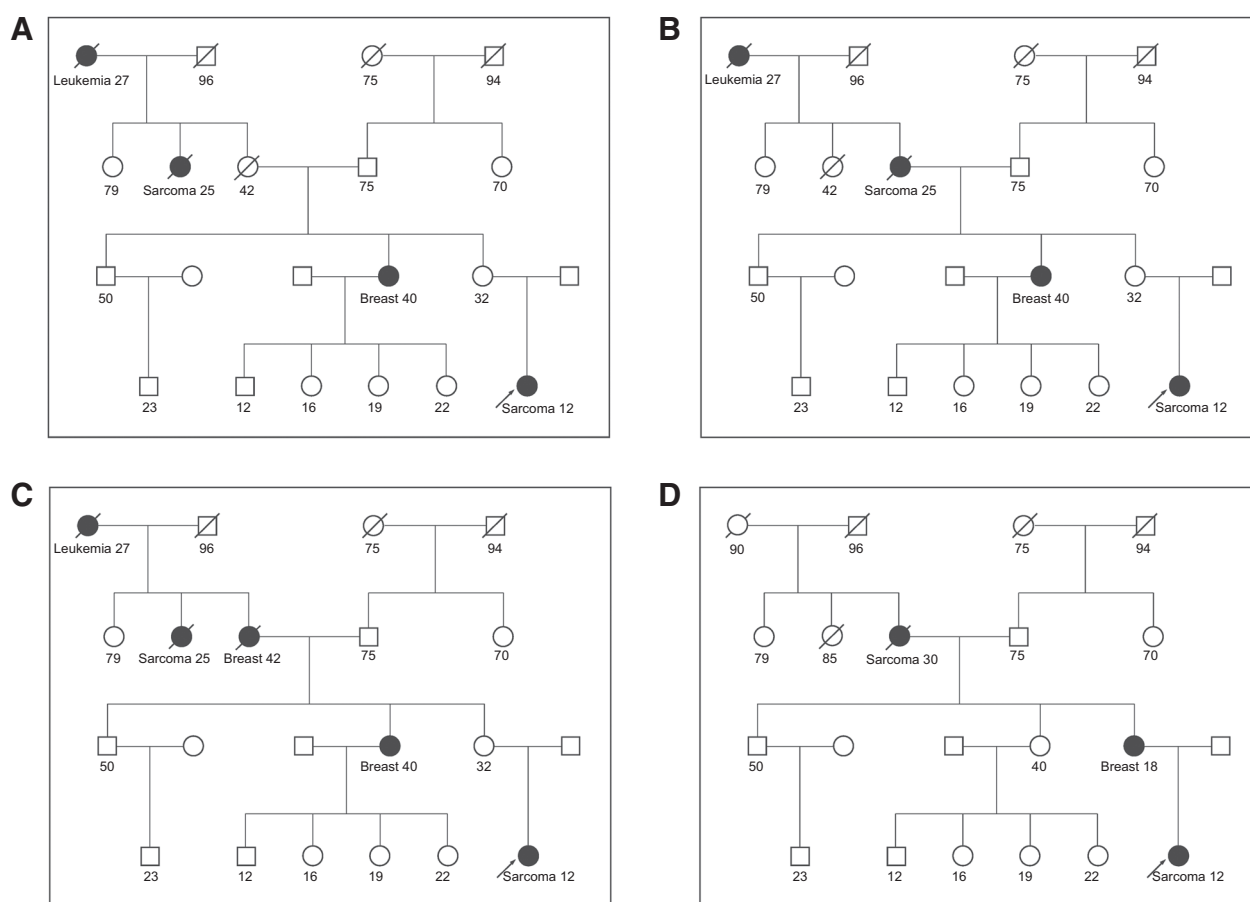 A
Leukemia 27
96
75
94
79
Sarcoma 25
42
75
70
50
Breast 40
32
23
12
16
19
22
Sarcoma 12
B
Leukemia 27
96
75
94
79
42
Sarcoma 25
75
70
50
Breast 40
32
23
12
16
19
22
Sarcoma 12
C
Leukemia 27
96
75
94
79
Sarcoma 25
Breast 42
75
70
50
Breast 40
32
23
12
16
19
22
Sarcoma 12
D
90
96
75
94
79
85
Sarcoma 30
75
70
50
40
Breast 18
23
12
16
19
22
Sarcoma 12